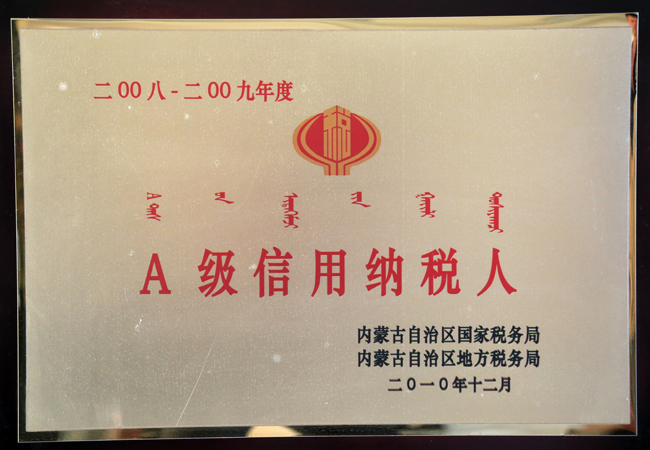 二00八-二00九年度
税
A级信用纳税人
内蒙古自治区国家税务局
内蒙古自治区地方税务局
二0一0年十二月